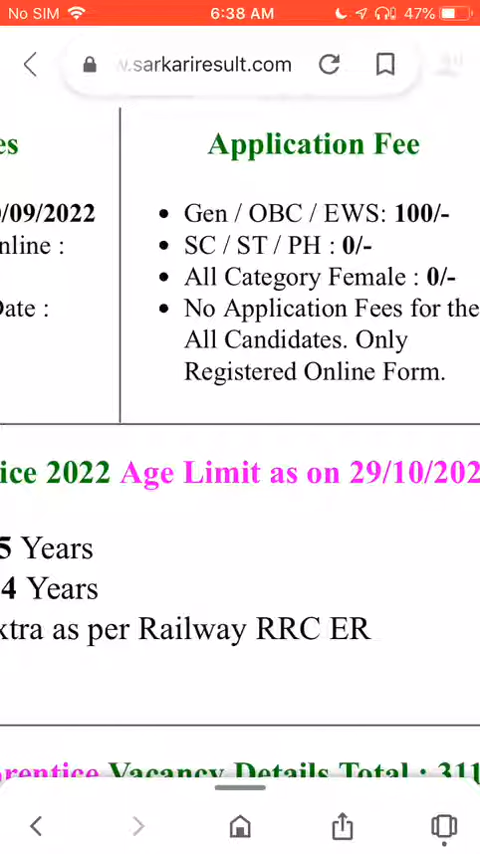 No SIM 6:38 AM 47%
.sarkariresult.com
es
Application Fee
/09/2022
nline :
ate :
• Gen / OBC / EWS: 100/-
• SC / ST / PH : 0/-
• All Category Female : 0/-
• No Application Fees for the
All Candidates. Only
Registered Online Form.
ice 2022 Age Limit as on 29/10/202
5 Years
4 Years
xtra as per Railway RRC ER
rentice Vacancy Details Total : 311